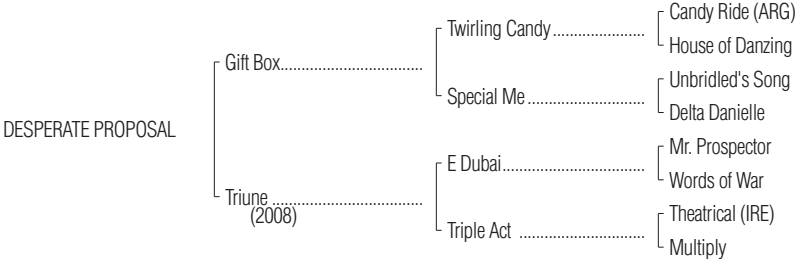 Candy Ride (ARG)
Twirling Candy
House of Danzing
Gift Box
Unbridled's Song
Special Me
Delta Danielle
DESPERATE PROPOSAL
Mr. Prospector
E Dubai
Words of War
Triune
(2008)
Theatrical (IRE)
Triple Act
Multiply